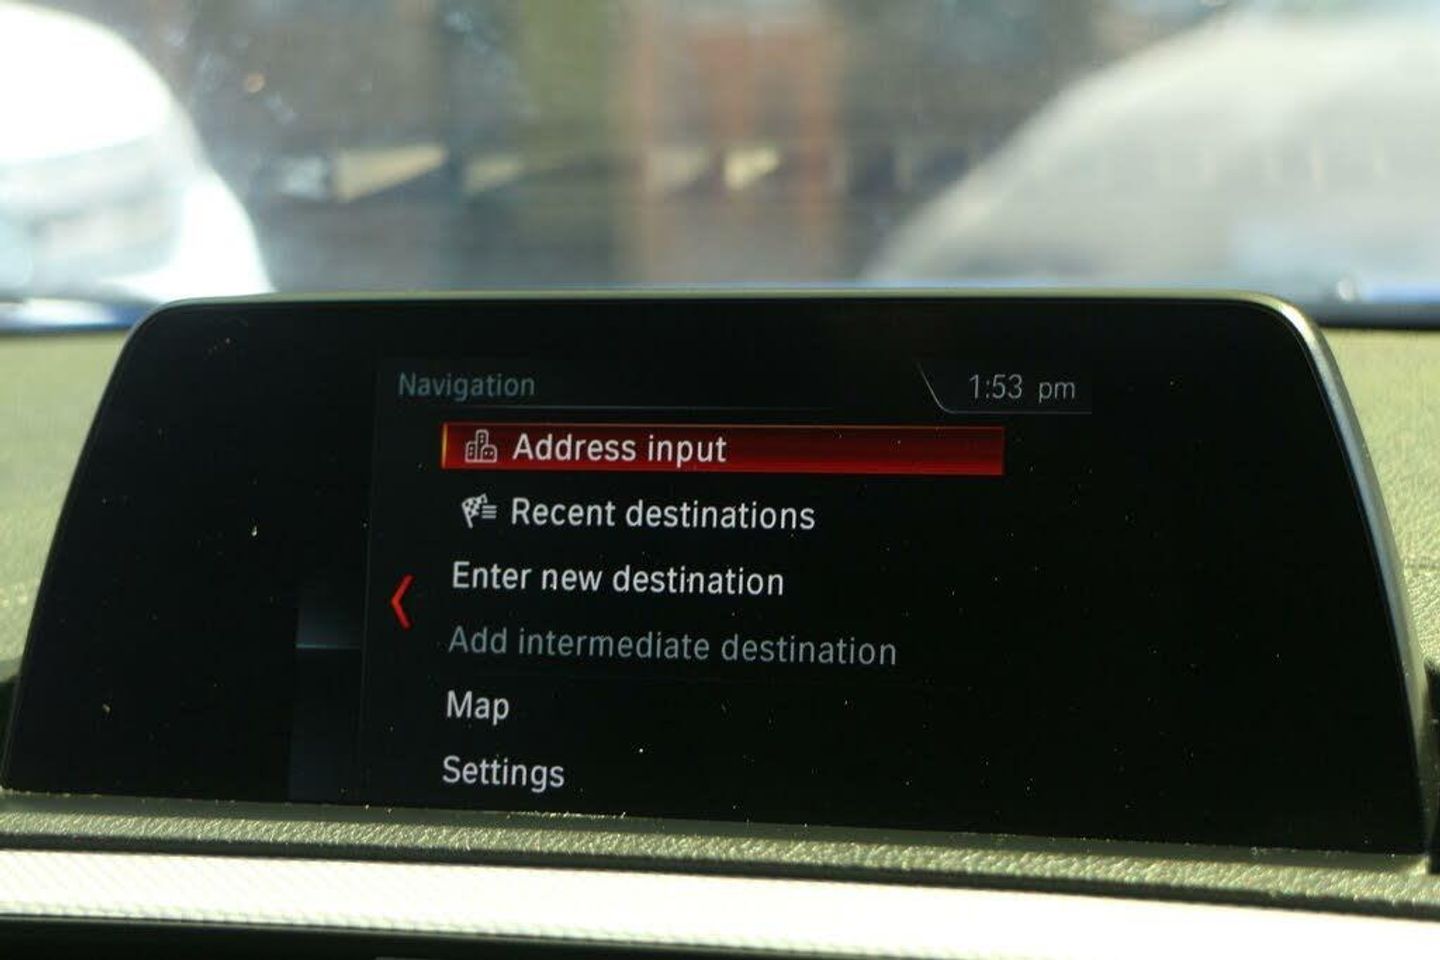 Navigation
1:53 pm
Address input
Recent destinations
Enter new destination
Add intermediate destination
Map
Settings